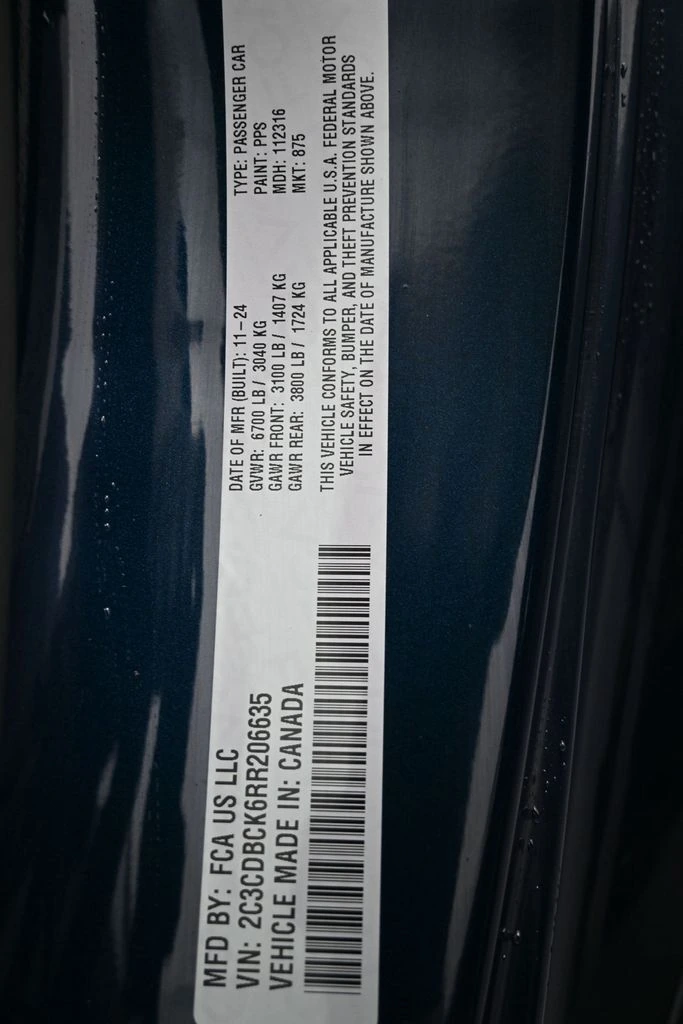 MFD BY: FCA US LLC
VIN: 2C3CDBCK6RR206635
VEHICLE MADE IN: CANADA
DATE OF MFR (BUILT): 11-24
GVWR: 6700 LB / 3040 KG
GAWR FRONT: 3100 LB / 1407 KG
GAWR REAR: 3800 LB / 1724 KG
TYPE: PASSENGER CAR
PAINT: PPS
MDH: 112316
MKT: 875
THIS VEHICLE CONFORMS TO ALL APPLICABLE U.S.A. FEDERAL MOTOR
VEHICLE SAFETY, BUMPER, AND THEFT PREVENTION STANDARDS
IN EFFECT ON THE DATE OF MANUFACTURE SHOWN ABOVE.